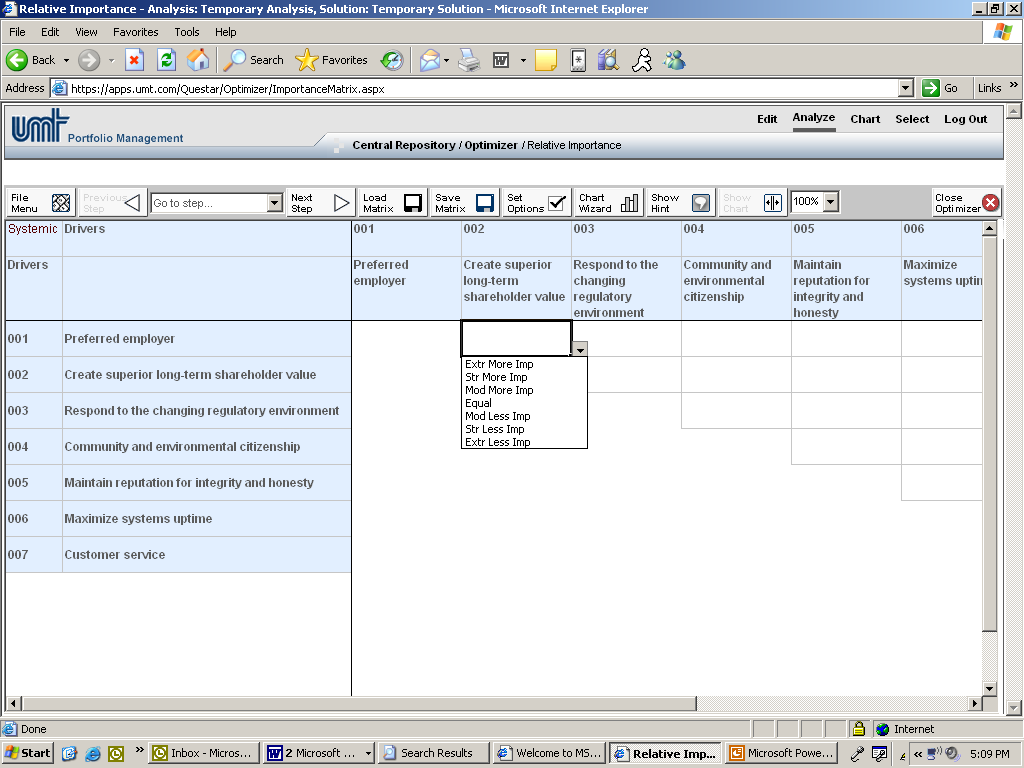 Relative Importance - Analysis: Temporary Analysis, Solution: Temporary Solution - Microsoft Internet Explorer
File Edit View Favorites Tools Help
Back Search Favorites
Address https://apps.umt.com/Questar/Optimizer/ImportanceMatrix.aspx Go Links »
umt Portfolio Management
Edit Analyze Chart Select Log Out
Central Repository / Optimizer / Relative Importance
File Menu
Previous Step
Go to step...
Next Step
Load Matrix
Save Matrix
Set Options
Chart Wizard
Show Hint
Show Chart
100%
Close Optimizer
Systemic Drivers 001 002 003 004 005 006
Drivers
Preferred employer
Create superior long-term shareholder value
Respond to the changing regulatory environment
Community and environmental citizenship
Maintain reputation for integrity and honesty
Maximize systems uptim
001 Preferred employer
002 Create superior long-term shareholder value
003 Respond to the changing regulatory environment
004 Community and environmental citizenship
005 Maintain reputation for integrity and honesty
006 Maximize systems uptime
007 Customer service
Extr More Imp
Str More Imp
Mod More Imp
Equal
Mod Less Imp
Str Less Imp
Extr Less Imp
Done Internet
Start » Inbox - Micros... 2 Microsoft ... Search Results Welcome to MS... Relative Imp... Microsoft Powe... « 5:09 PM